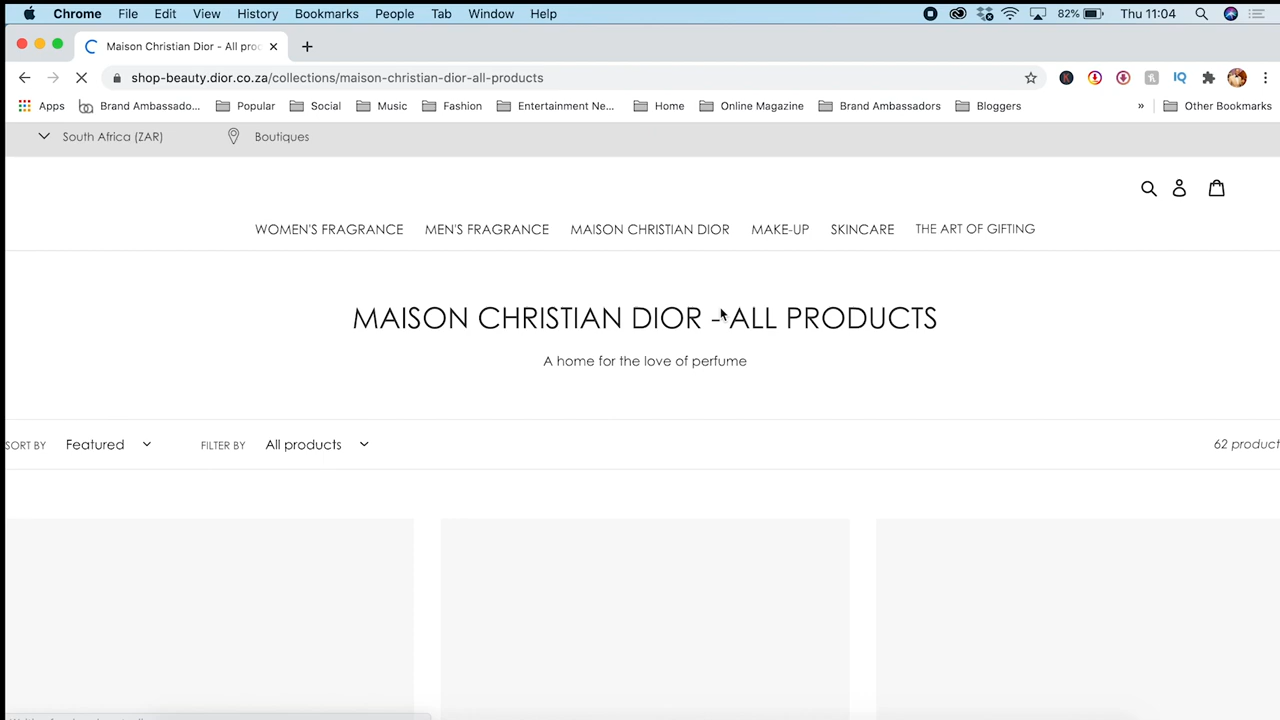 Chrome File Edit View History Bookmarks People Tab Window Help 82% Thu 11:04
Maison Christian Dior - All proc
shop-beauty.dior.co.za/collections/maison-christian-dior-all-products
IQ
Apps Brand Ambassado... Popular Social Music Fashion Entertainment Ne... Home Online Magazine Brand Ambassadors Bloggers » Other Bookmarks
South Africa (ZAR) Boutiques
WOMEN'S FRAGRANCE MEN'S FRAGRANCE MAISON CHRISTIAN DIOR MAKE-UP SKINCARE THE ART OF GIFTING
MAISON CHRISTIAN DIOR - ALL PRODUCTS
A home for the love of perfume
SORT BY Featured FILTER BY All products 62 product